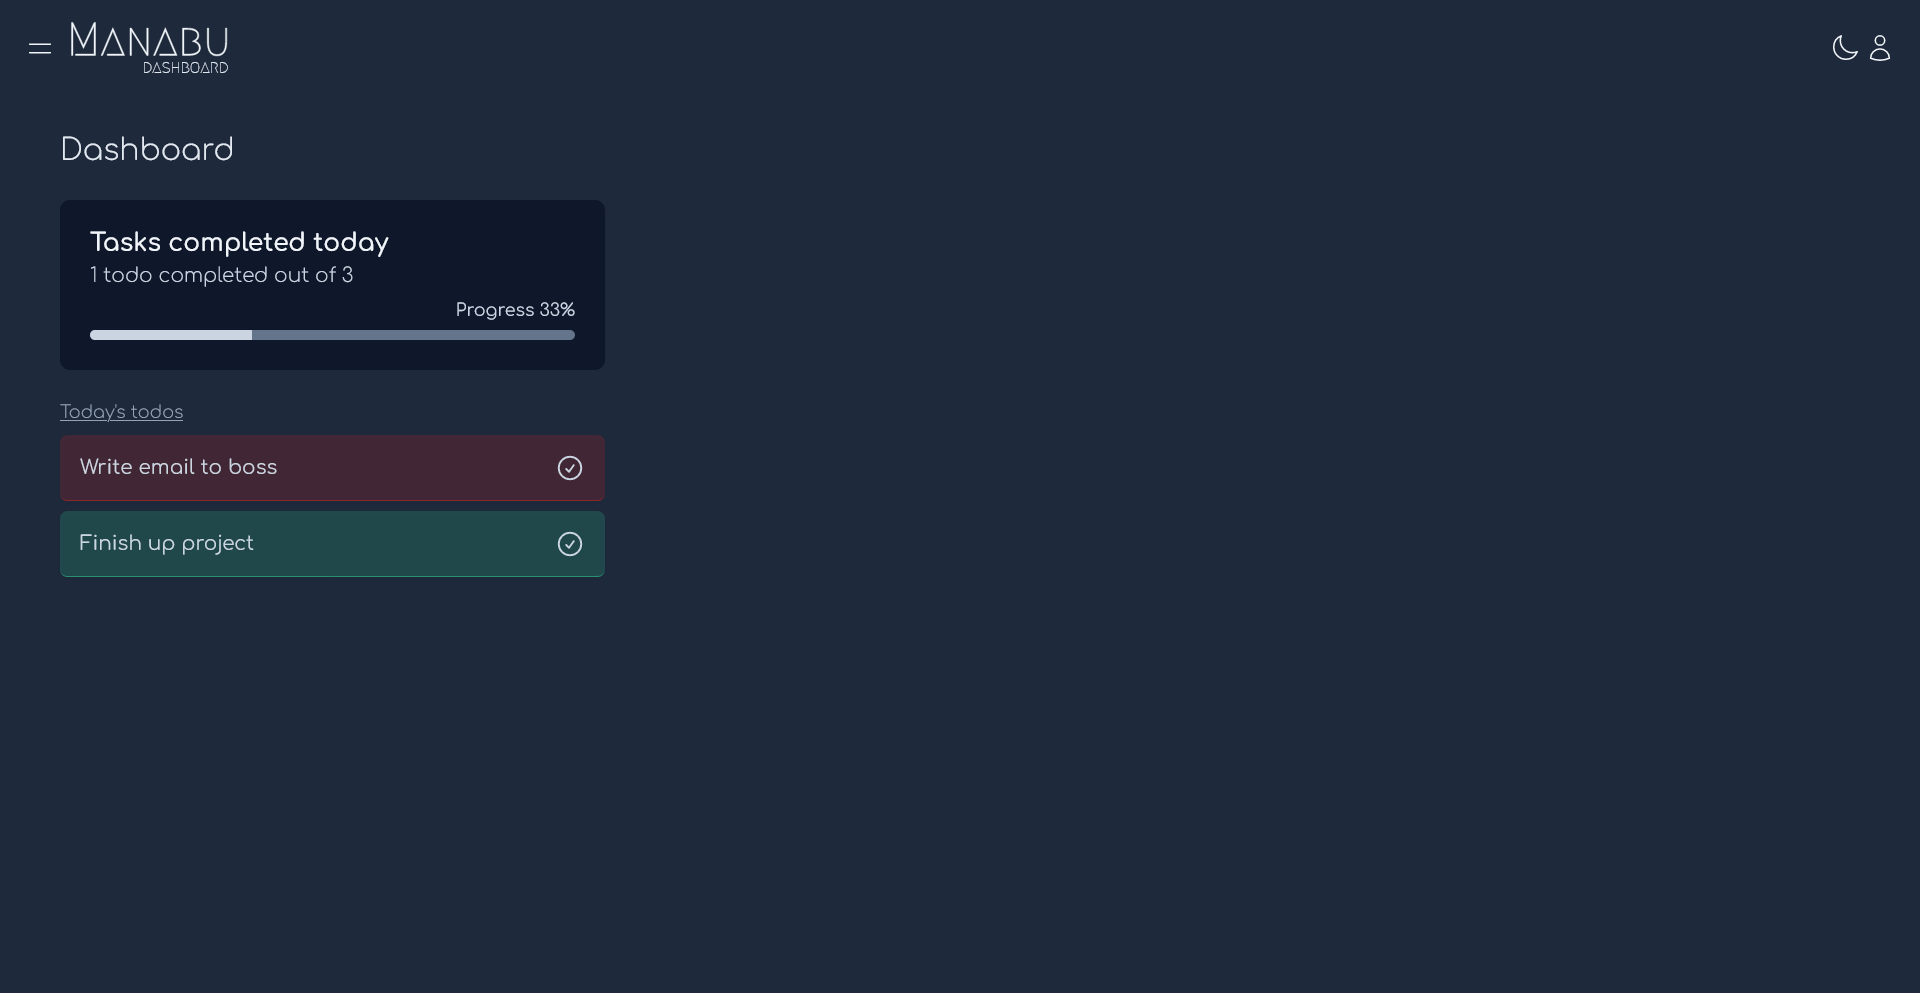 MANABU
DASHBOARD
Dashboard
Tasks completed today
1 todo completed out of 3
Progress 33%
Today's todos
Write email to boss
Finish up project